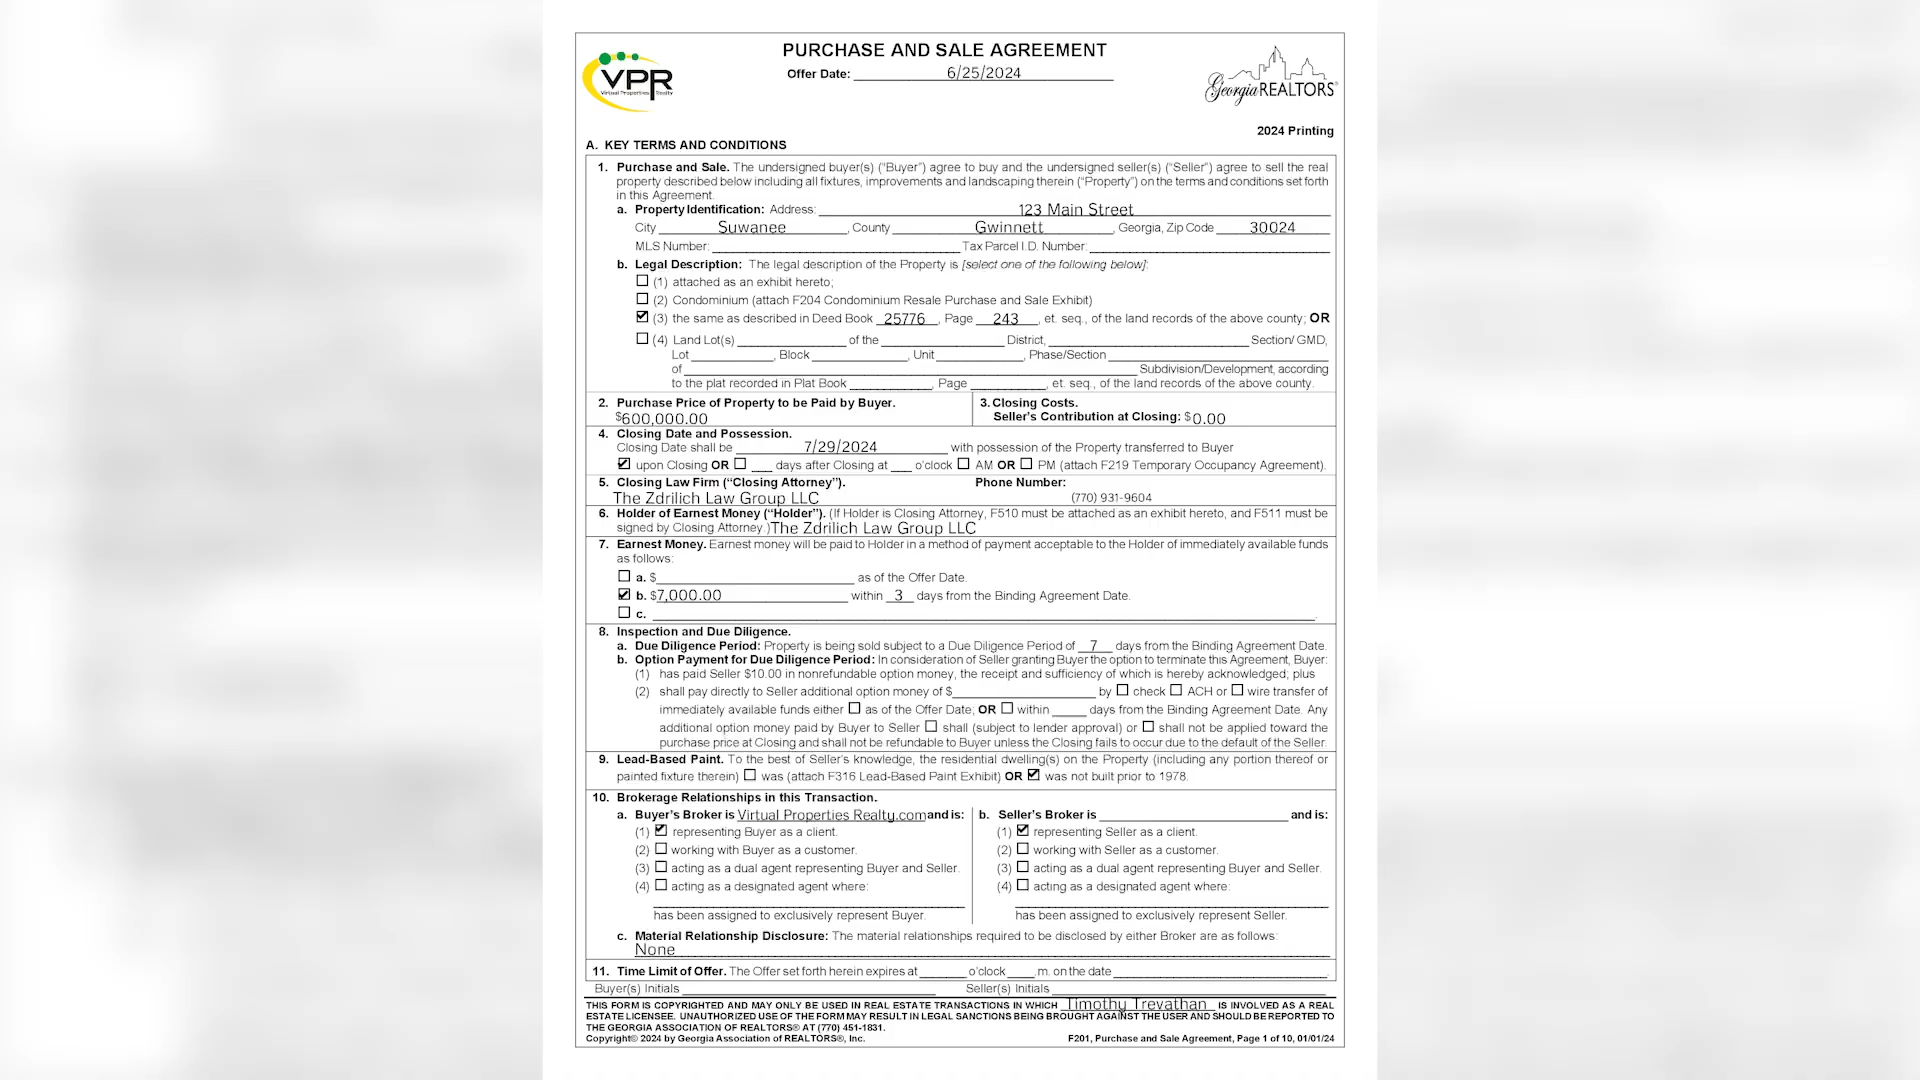 VPR
Virtual Properties Realty
PURCHASE AND SALE AGREEMENT
Offer Date: 6/25/2024
Georgia REALTORS®
2024 Printing
A. KEY TERMS AND CONDITIONS
1. Purchase and Sale. The undersigned buyer(s) (“Buyer”) agree to buy and the undersigned seller(s) (“Seller”) agree to sell the real
property described below including all fixtures, improvements and landscaping therein (“Property”) on the terms and conditions set forth
in this Agreement.
a. Property Identification: Address: 123 Main Street
City Suwanee, County Gwinnett, Georgia, Zip Code 30024
MLS Number: Tax Parcel I.D. Number:
b. Legal Description: The legal description of the Property is [select one of the following below]:
☐ (1) attached as an exhibit hereto;
☐ (2) Condominium (attach F204 Condominium Resale Purchase and Sale Exhibit)
☑ (3) the same as described in Deed Book 25776, Page 243, et. seq., of the land records of the above county; OR
☐ (4) Land Lot(s) of the District, Section/ GMD,
Lot , Block , Unit , Phase/Section
of Subdivision/Development, according
to the plat recorded in Plat Book , Page , et. seq., of the land records of the above county.
2. Purchase Price of Property to be Paid by Buyer.
$600,000.00
3. Closing Costs.
Seller's Contribution at Closing: $ 0.00
4. Closing Date and Possession.
Closing Date shall be 7/29/2024 with possession of the Property transferred to Buyer
☑ upon Closing OR ☐ ___ days after Closing at ___ o'clock ☐ AM OR ☐ PM (attach F219 Temporary Occupancy Agreement).
5. Closing Law Firm (“Closing Attorney”). Phone Number:
The Zdrilich Law Group LLC (770) 931-9604
6. Holder of Earnest Money (“Holder”). (If Holder is Closing Attorney, F510 must be attached as an exhibit hereto, and F511 must be
signed by Closing Attorney.) The Zdrilich Law Group LLC
7. Earnest Money. Earnest money will be paid to Holder in a method of payment acceptable to the Holder of immediately available funds
as follows:
☐ a. $ as of the Offer Date.
☑ b. $7,000.00 within 3 days from the Binding Agreement Date.
☐ c.
8. Inspection and Due Diligence.
a. Due Diligence Period: Property is being sold subject to a Due Diligence Period of 7 days from the Binding Agreement Date.
b. Option Payment for Due Diligence Period: In consideration of Seller granting Buyer the option to terminate this Agreement, Buyer:
(1) has paid Seller $10.00 in nonrefundable option money, the receipt and sufficiency of which is hereby acknowledged; plus
(2) shall pay directly to Seller additional option money of $ by ☐ check ☐ ACH or ☐ wire transfer of
immediately available funds either ☐ as of the Offer Date; OR ☐ within ___ days from the Binding Agreement Date. Any
additional option money paid by Buyer to Seller ☐ shall (subject to lender approval) or ☐ shall not be applied toward the
purchase price at Closing and shall not be refundable to Buyer unless the Closing fails to occur due to the default of the Seller.
9. Lead-Based Paint. To the best of Seller's knowledge, the residential dwelling(s) on the Property (including any portion thereof or
painted fixture therein) ☐ was (attach F316 Lead-Based Paint Exhibit) OR ☑ was not built prior to 1978.
10. Brokerage Relationships in this Transaction.
a. Buyer's Broker is Virtual Properties Realty.com and is:
(1) ☑ representing Buyer as a client.
(2) ☐ working with Buyer as a customer.
(3) ☐ acting as a dual agent representing Buyer and Seller.
(4) ☐ acting as a designated agent where:
has been assigned to exclusively represent Buyer.
b. Seller's Broker is and is:
(1) ☑ representing Seller as a client.
(2) ☐ working with Seller as a customer.
(3) ☐ acting as a dual agent representing Buyer and Seller.
(4) ☐ acting as a designated agent where:
has been assigned to exclusively represent Seller.
c. Material Relationship Disclosure: The material relationships required to be disclosed by either Broker are as follows:
None
11. Time Limit of Offer. The Offer set forth herein expires at ___ o'clock ___.m. on the date
Buyer(s) Initials Seller(s) Initials
THIS FORM IS COPYRIGHTED AND MAY ONLY BE USED IN REAL ESTATE TRANSACTIONS IN WHICH Timothy Trevathan IS INVOLVED AS A REAL
ESTATE LICENSEE. UNAUTHORIZED USE OF THE FORM MAY RESULT IN LEGAL SANCTIONS BEING BROUGHT AGAINST THE USER AND SHOULD BE REPORTED TO
THE GEORGIA ASSOCIATION OF REALTORS® AT (770) 451-1831.
Copyright© 2024 by Georgia Association of REALTORS®, Inc. F201, Purchase and Sale Agreement, Page 1 of 10, 01/01/24